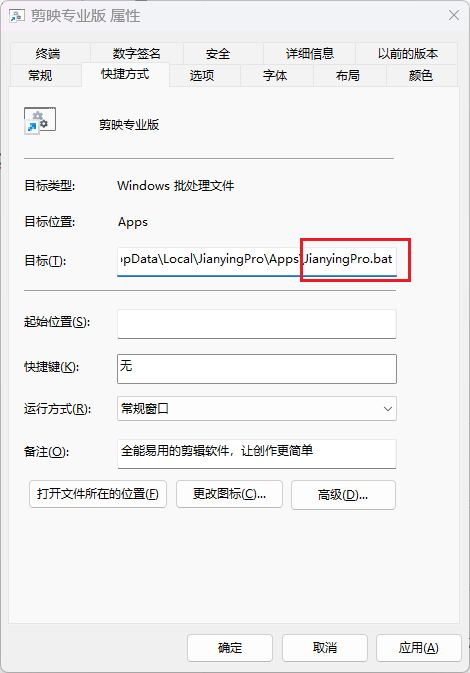 剪映专业版 属性
终端 数字签名 安全 详细信息 以前的版本
常规 快捷方式 选项 字体 布局 颜色
剪映专业版
目标类型: Windows 批处理文件
目标位置: Apps
目标(T): ppData\Local\JianyingPro\Apps\JianyingPro.bat
起始位置(S):
快捷键(K): 无
运行方式(R): 常规窗口
备注(O): 全能易用的剪辑软件，让创作更简单
打开文件所在的位置(F) 更改图标(C)... 高级(D)...
确定 取消 应用(A)